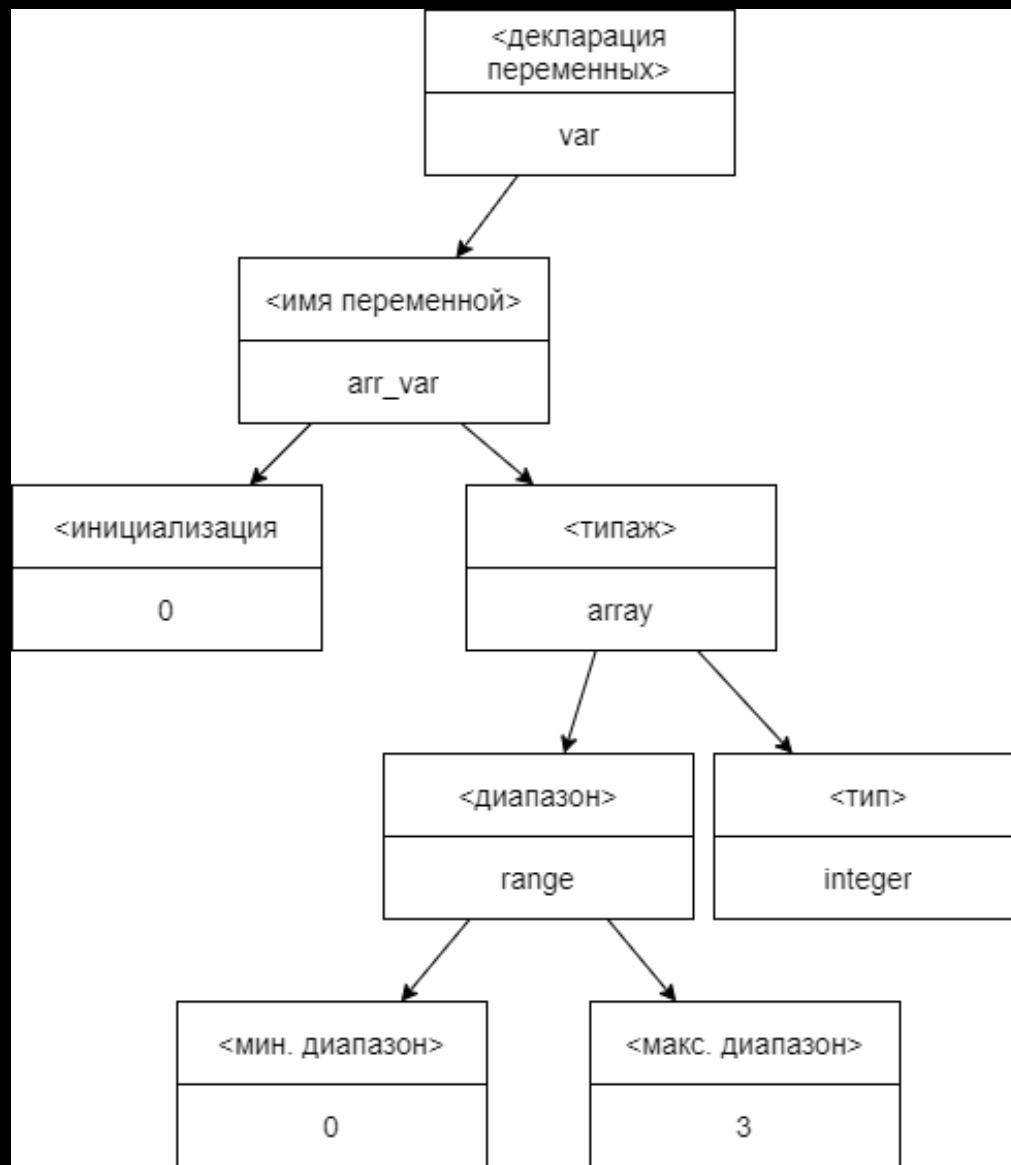 <декларация
переменных>
var
<имя переменной>
arr_var
<инициализация
0
<типаж>
array
<диапазон>
range
<тип>
integer
<мин. диапазон>
0
<макс. диапазон>
3